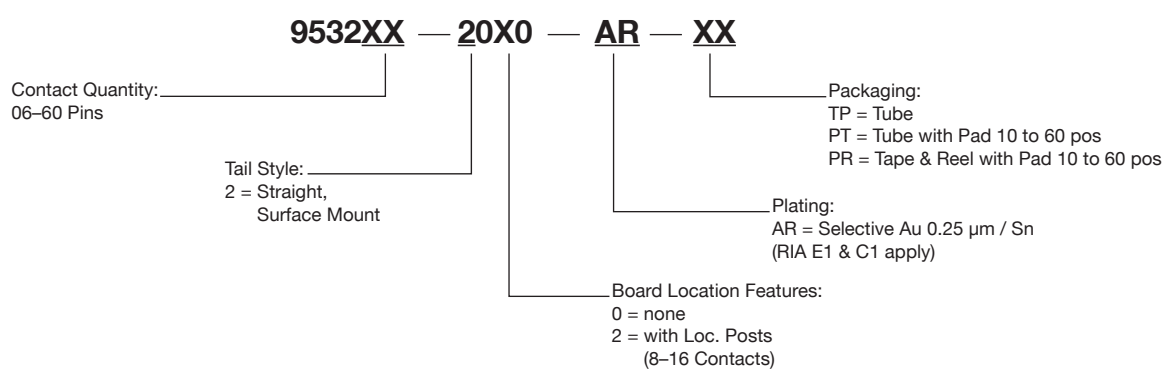 9532XX — 20X0 — AR — XX
Contact Quantity:
06–60 Pins
Packaging:
TP = Tube
PT = Tube with Pad 10 to 60 pos
PR = Tape & Reel with Pad 10 to 60 pos
Tail Style:
2 = Straight,
Surface Mount
Plating:
AR = Selective Au 0.25 µm / Sn
(RIA E1 & C1 apply)
Board Location Features:
0 = none
2 = with Loc. Posts
(8–16 Contacts)